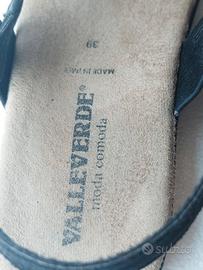 39
MADE IN ITALY
VALLEVERDE®
moda comoda
subito